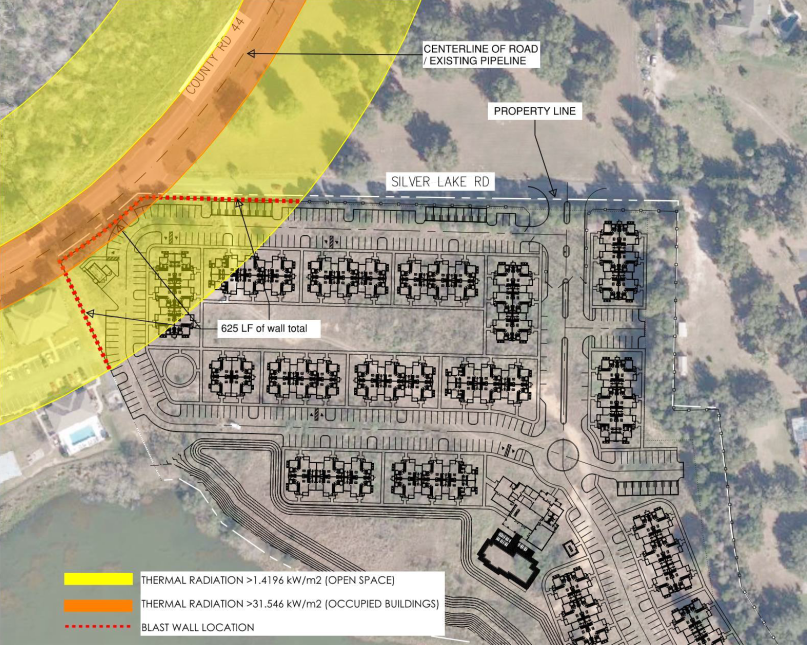 COUNTY RD 44
CENTERLINE OF ROAD
/ EXISTING PIPELINE
PROPERTY LINE
SILVER LAKE RD
625 LF of wall total
THERMAL RADIATION >1.4196 kW/m2 (OPEN SPACE)
THERMAL RADIATION >31.546 kW/m2 (OCCUPIED BUILDINGS)
BLAST WALL LOCATION